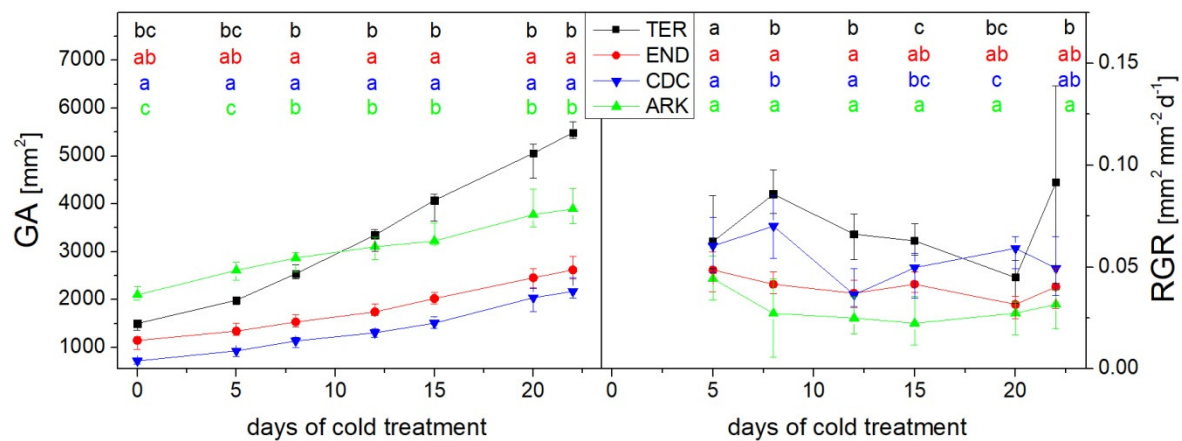 bc bc b b b b b TER a b b c bc b
ab ab a a a a a END a a a ab ab ab
a a a a a a a CDC a b a bc c ab
c c b b b b b ARK a a a a a a
7000
6000
5000
4000
3000
2000
1000
GA [mm²]
0.15
0.10
0.05
0.00
RGR [mm² mm⁻² d⁻¹]
0 5 10 15 20 0 5 10 15 20
days of cold treatment days of cold treatment